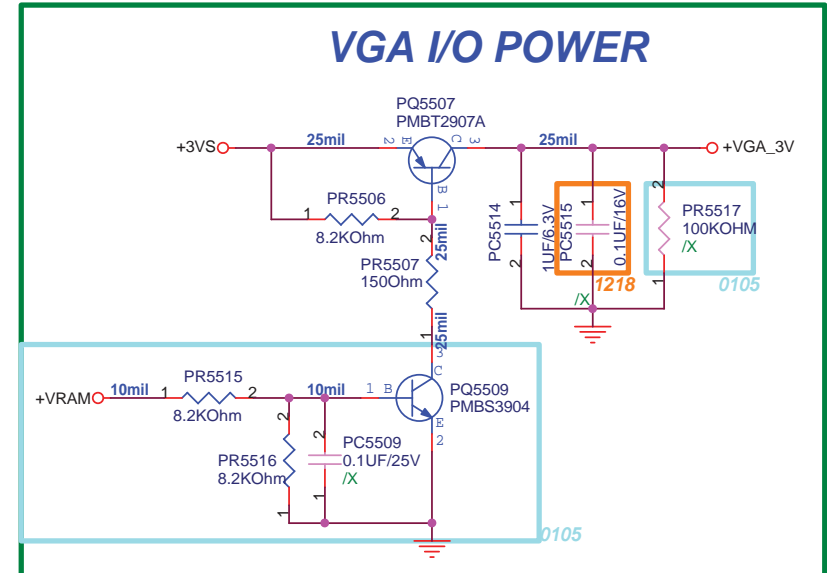 VGA I/O POWER
PQ5507
PMBT2907A
+3VS
25mil
2
E
C
3
25mil
+VGA_3V
B
1
PR5506
1
2
8.2KOhm
2
25mil
PR5507
150Ohm
1
25mil
1
PC5514
1UF/6.3V
2
1
PC5515
0.1UF/16V
2
/X
1218
2
PR5517
100KOHM
/X
1
0105
3
C
+VRAM
10mil
1
PR5515
2
8.2KOhm
10mil
1
B
PQ5509
PMBS3904
E
2
2
PR5516
8.2KOhm
1
2
PC5509
0.1UF/25V
/X
1
0105